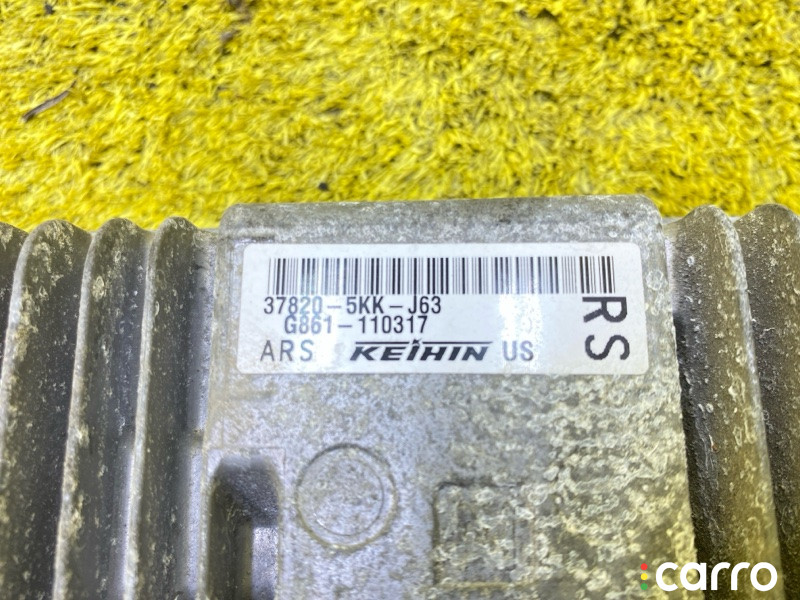 37820-5KK-J63
G861-110317
ARS KEIHIN US
RS
carro